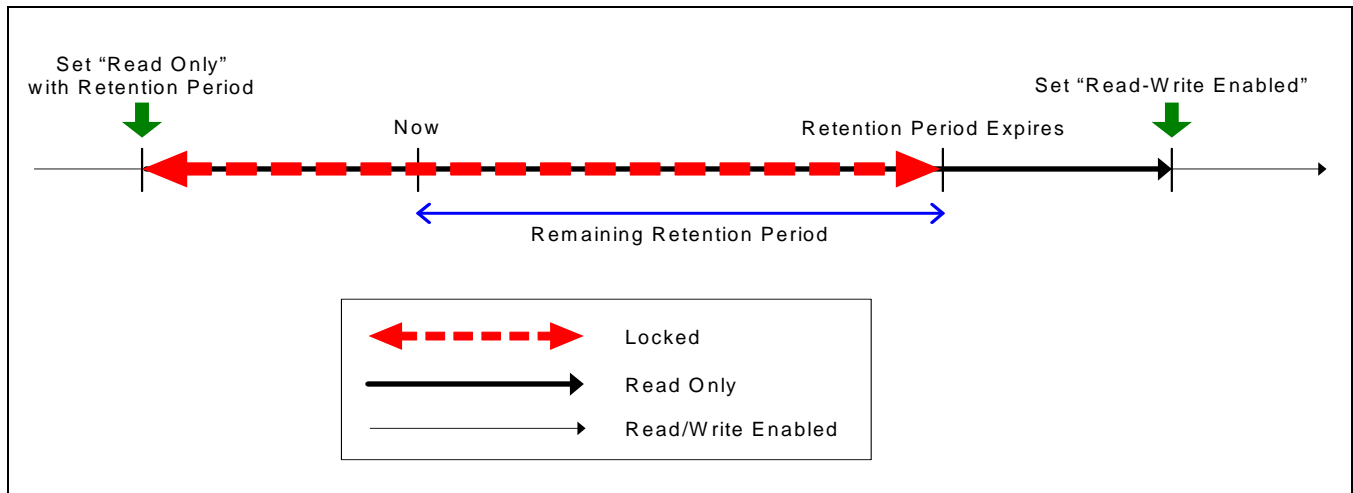 Set “Read Only”
with Retention Period
Set “Read-Write Enabled”
Now
Retention Period Expires
Remaining Retention Period
Locked
Read Only
Read/Write Enabled